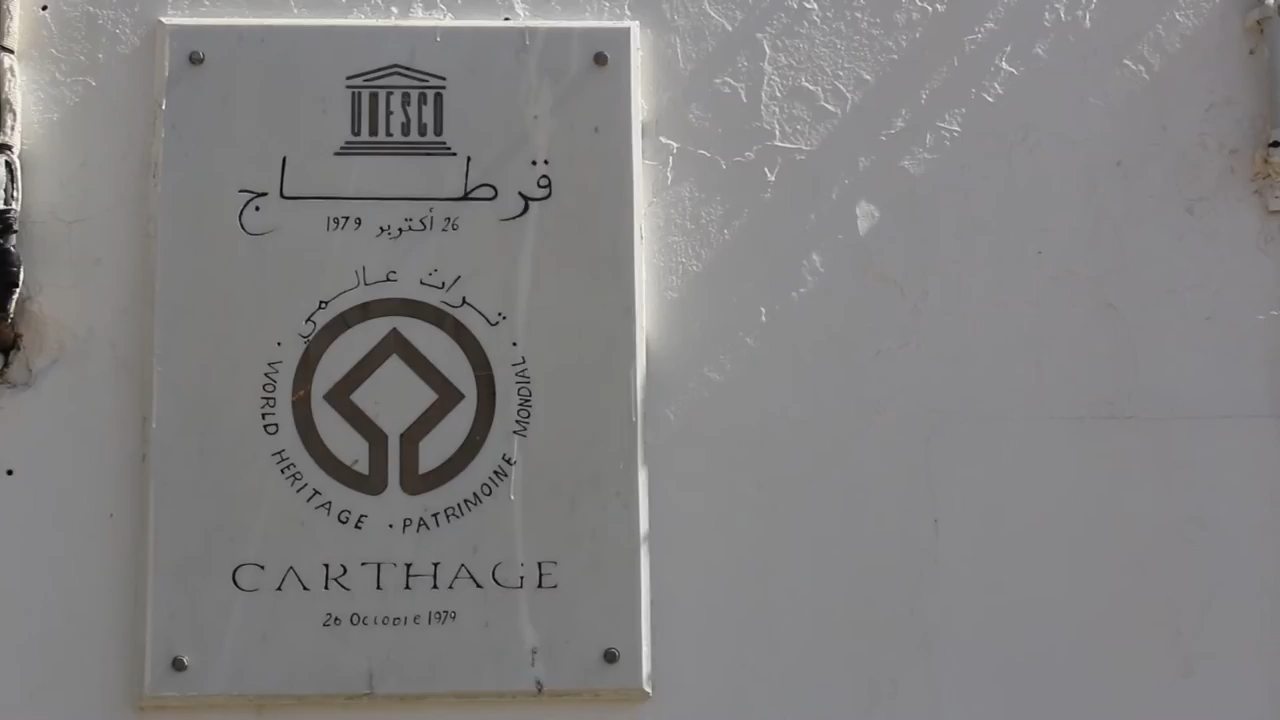 UNESCO
قرطاج
26 أكتوبر 1979
تراث عالمي
· WORLD HERITAGE · PATRIMOINE MONDIAL ·
CARTHAGE
26 Octobre 1979